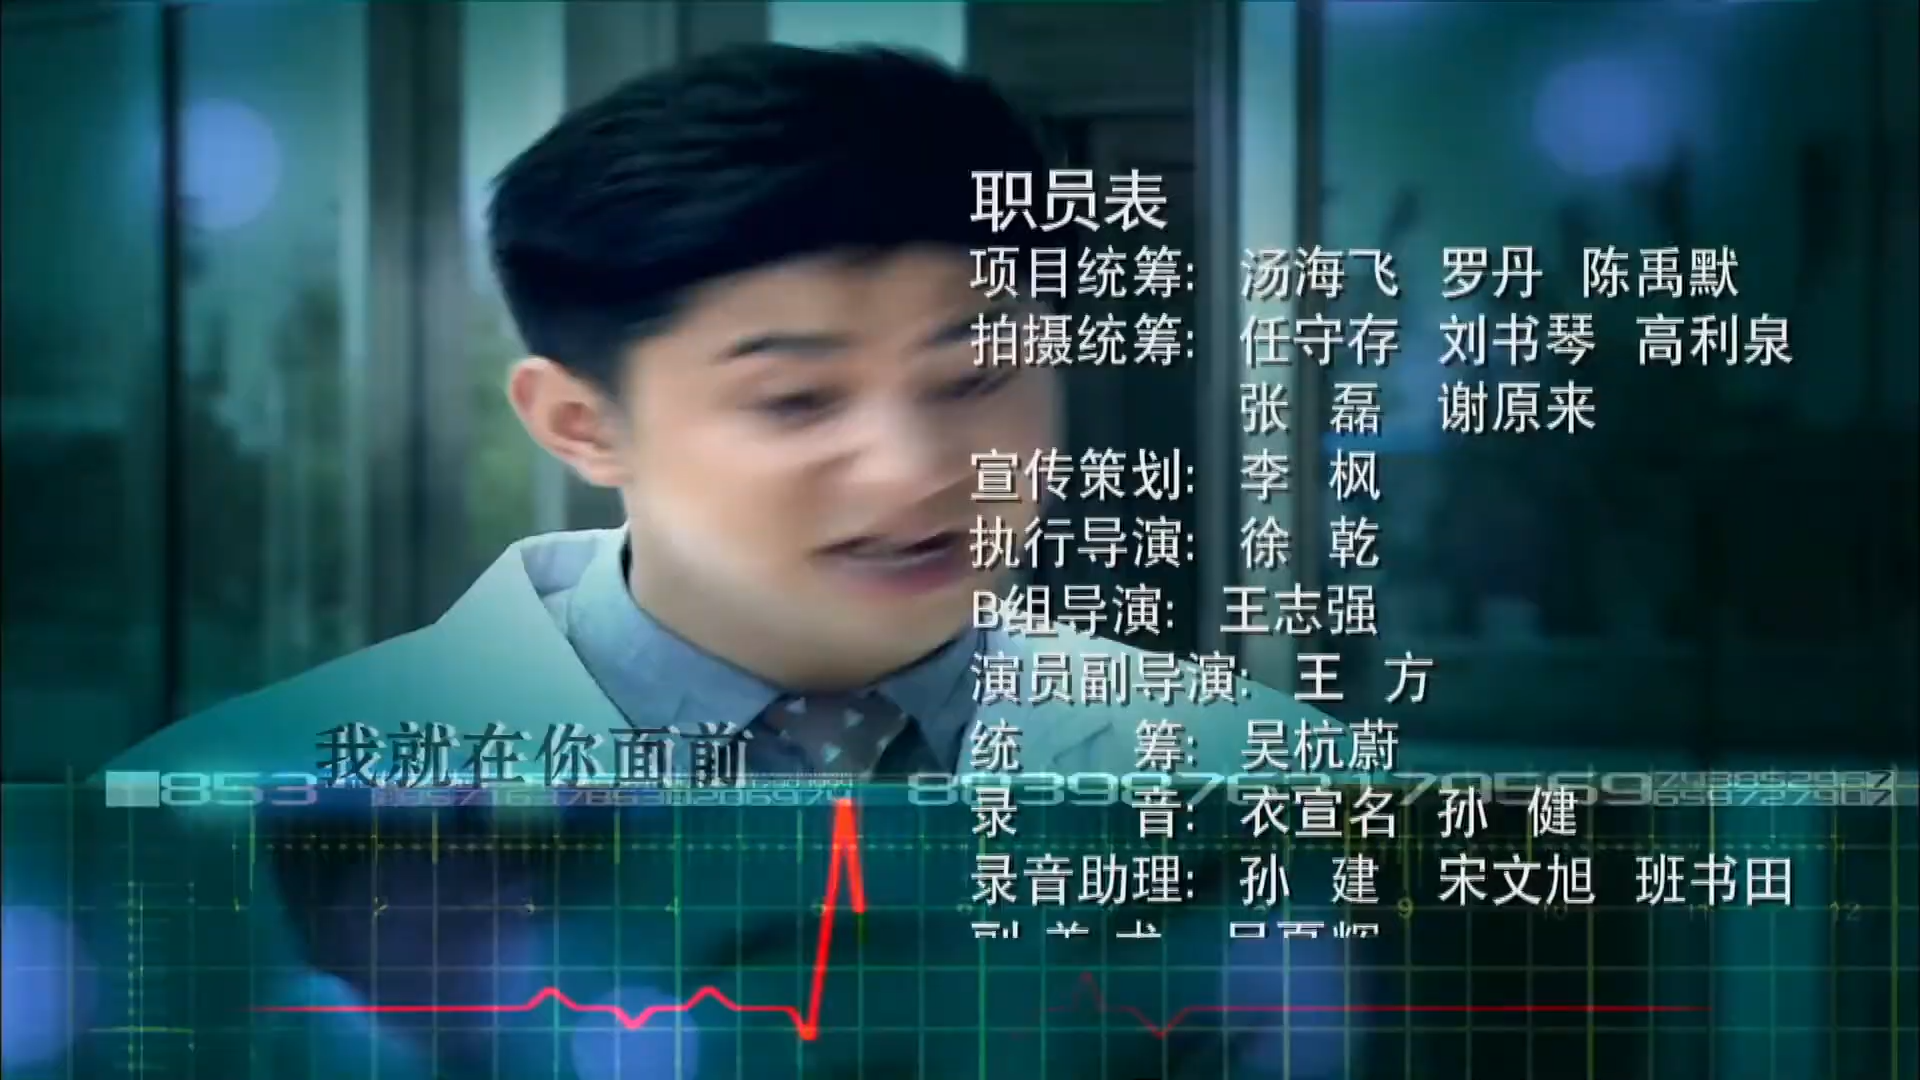 职员表
项目统筹: 汤海飞 罗丹 陈禹默
拍摄统筹: 任守存 刘书琴 高利泉
张 磊 谢原来
宣传策划: 李 枫
执行导演: 徐 乾
B组导演: 王志强
演员副导演: 王 方
统 筹: 吴杭蔚
录 音: 衣宣名 孙 健
录音助理: 孙 建 宋文旭 班书田
我就在你面前
853